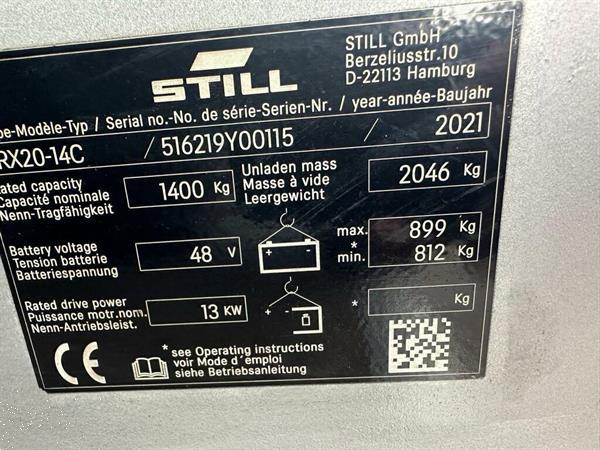 STILL
STILL GmbH
Berzeliusstr.10
D-22113 Hamburg
pe-Modèle-Typ / Serial no.-No. de série-Serien-Nr. / year-année-Baujahr
RX20-14C / 516219Y00115 / 2021
Rated capacity
Capacité nominale
Nenn-Tragfähigkeit
1400 Kg
Unladen mass
Masse à vide
Leergewicht
2046 Kg
Battery voltage
Tension batterie
Batteriespannung
48 V
+ -
max. 899 Kg
*
min. 812 Kg
Rated drive power
Puissance motr.nom.
Nenn-Antriebsleist.
13 KW
+ -
* Kg
CE
* see Operating instructions
voir Mode d´emploi
siehe Betriebsanleitung